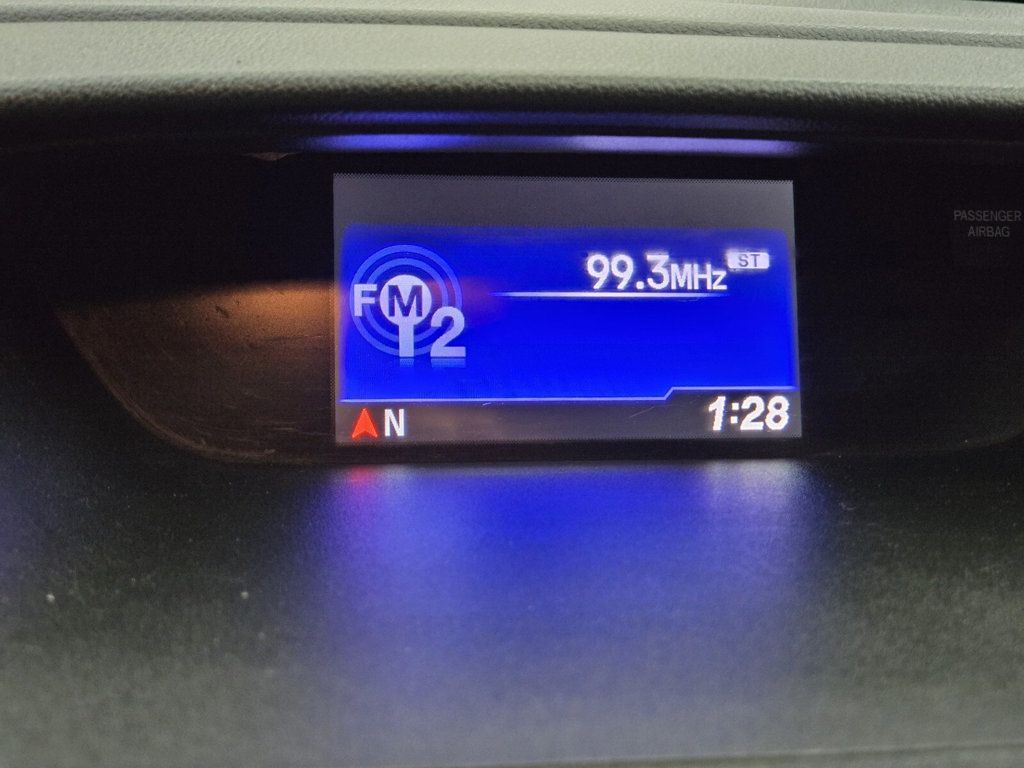 99.3MHz ST
FM
2
N
1:28
PASSENGER
AIRBAG